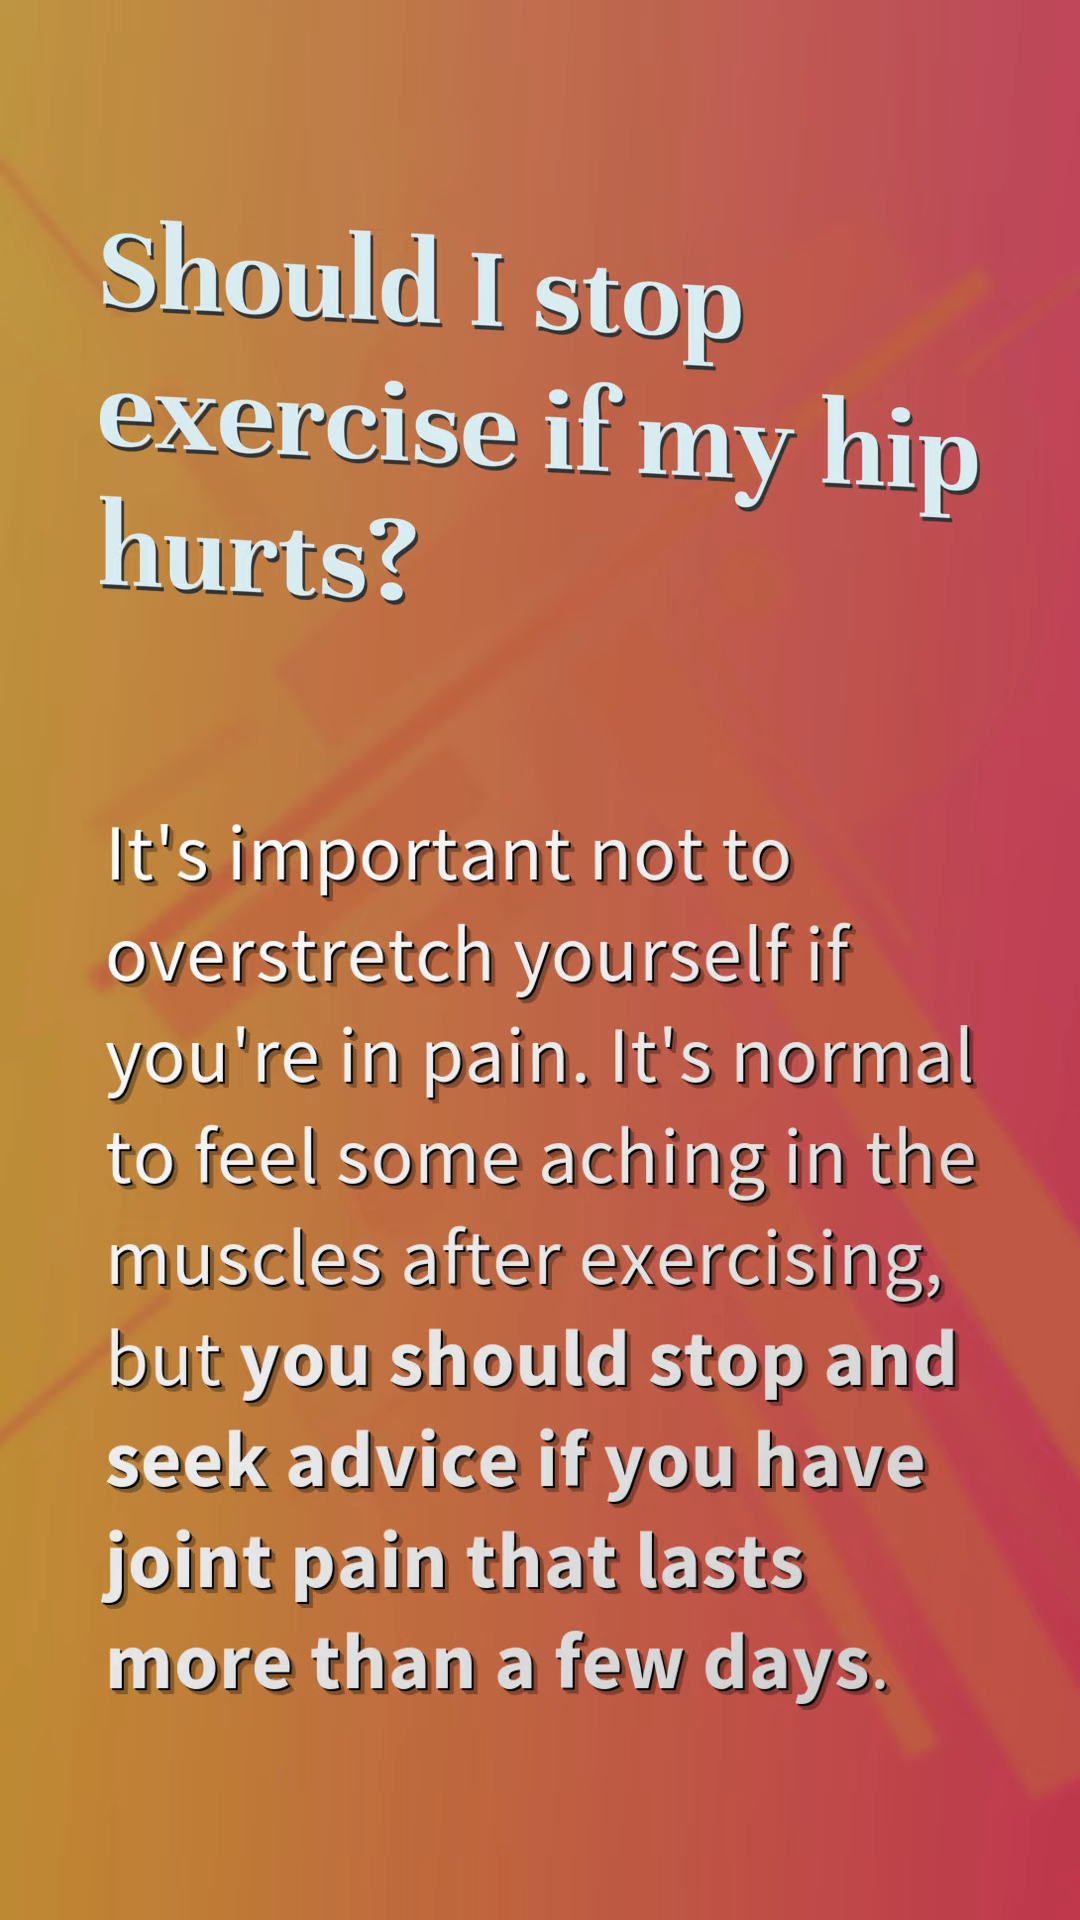 Should I stop
exercise if my hip
hurts?
It's important not to
overstretch yourself if
you're in pain. It's normal
to feel some aching in the
muscles after exercising,
but you should stop and
seek advice if you have
joint pain that lasts
more than a few days.